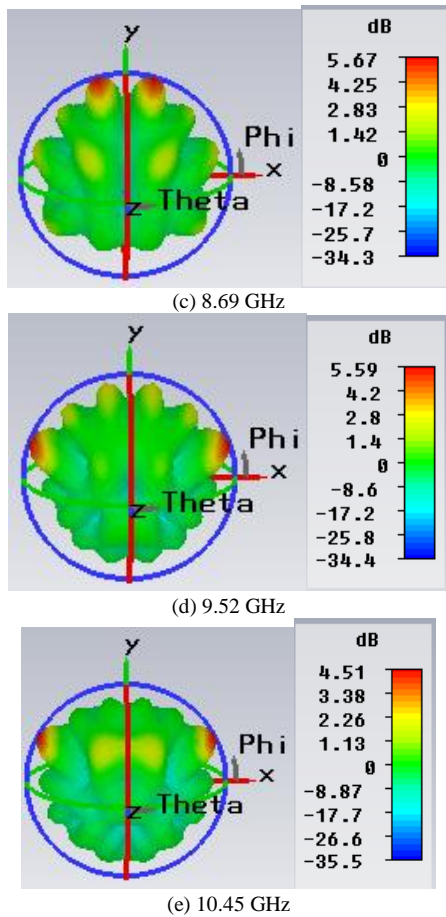 y
Phi
x
Theta
z
dB
5.67
4.25
2.83
1.42
0
-8.58
-17.2
-25.7
-34.3
(c) 8.69 GHz
y
Phi
x
Theta
z
dB
5.59
4.2
2.8
1.4
0
-8.6
-17.2
-25.8
-34.4
(d) 9.52 GHz
y
Phi
x
Theta
z
dB
4.51
3.38
2.26
1.13
0
-8.87
-17.7
-26.6
-35.5
(e) 10.45 GHz